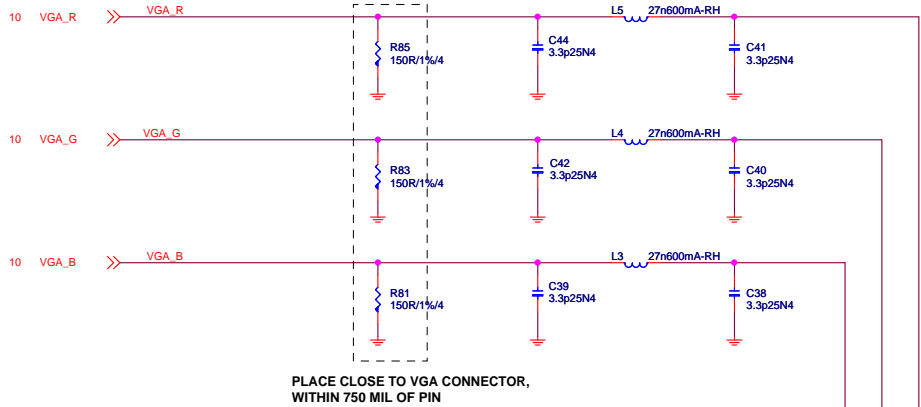 10 VGA_R VGA_R L5 27n600mA-RH
R85
150R/1%/4
C44
3.3p25N4
C41
3.3p25N4
10 VGA_G VGA_G L4 27n600mA-RH
R83
150R/1%/4
C42
3.3p25N4
C40
3.3p25N4
10 VGA_B VGA_B L3 27n600mA-RH
R81
150R/1%/4
C39
3.3p25N4
C38
3.3p25N4
PLACE CLOSE TO VGA CONNECTOR,
WITHIN 750 MIL OF PIN